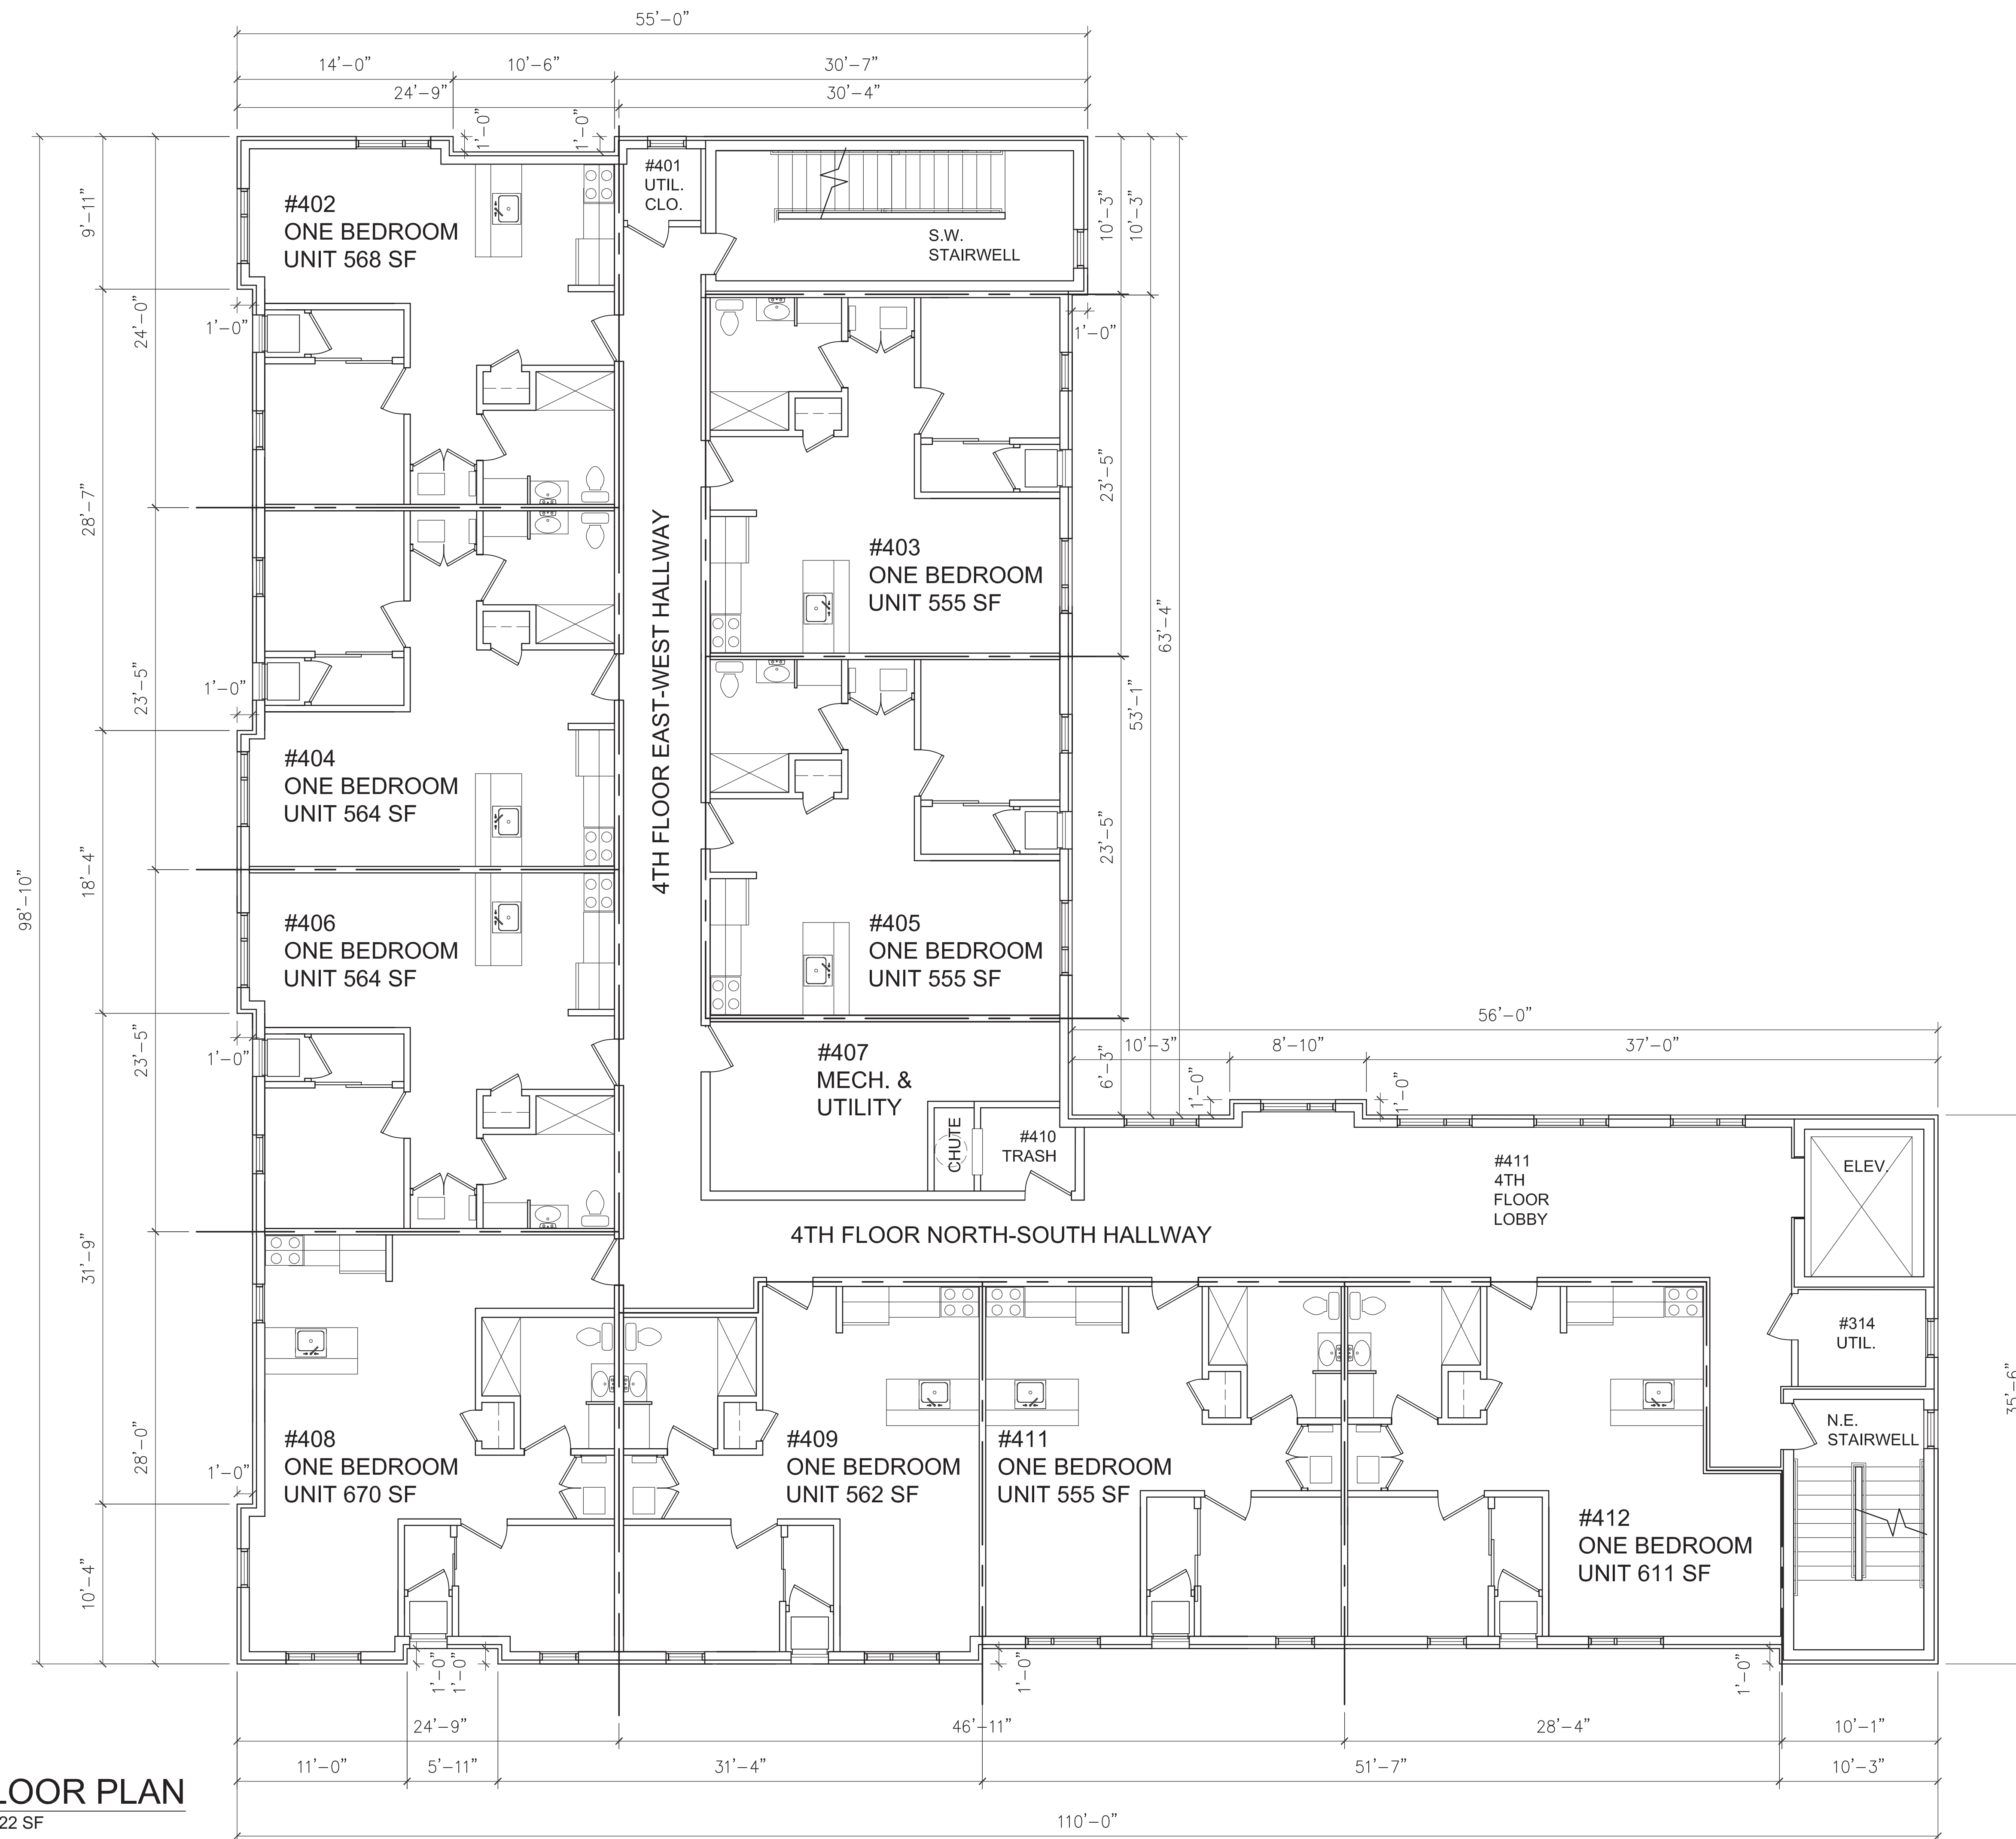 55'-0"
14'-0"
10'-6"
30'-7"
24'-9"
30'-4"
1'-0"
1'-0"
#401
UTIL.
CLO.
#402
ONE BEDROOM
UNIT 568 SF
S.W.
STAIRWELL
9'-11"
24'-0"
1'-0"
10'-3"
10'-3"
1'-0"
28'-7"
23'-5"
4TH FLOOR EAST-WEST HALLWAY
#403
ONE BEDROOM
UNIT 555 SF
63'-4"
53'-1"
23'-5"
1'-0"
#404
ONE BEDROOM
UNIT 564 SF
98'-10"
18'-4"
23'-5"
#406
ONE BEDROOM
UNIT 564 SF
#405
ONE BEDROOM
UNIT 555 SF
23'-5"
1'-0"
56'-0"
10'-3"
8'-10"
37'-0"
6'-3"
1'-0"
1'-0"
#407
MECH. &
UTILITY
CHUTE
#410
TRASH
#411
4TH
FLOOR
LOBBY
ELEV.
4TH FLOOR NORTH-SOUTH HALLWAY
31'-9"
28'-0"
#314
UTIL.
35'-6"
N.E.
STAIRWELL
1'-0"
#408
ONE BEDROOM
UNIT 670 SF
#409
ONE BEDROOM
UNIT 562 SF
#411
ONE BEDROOM
UNIT 555 SF
#412
ONE BEDROOM
UNIT 611 SF
10'-4"
1'-0"
1'-0"
1'-0"
1'-0"
24'-9"
46'-11"
28'-4"
10'-1"
11'-0"
5'-11"
31'-4"
51'-7"
10'-3"
110'-0"
LOOR PLAN
22 SF